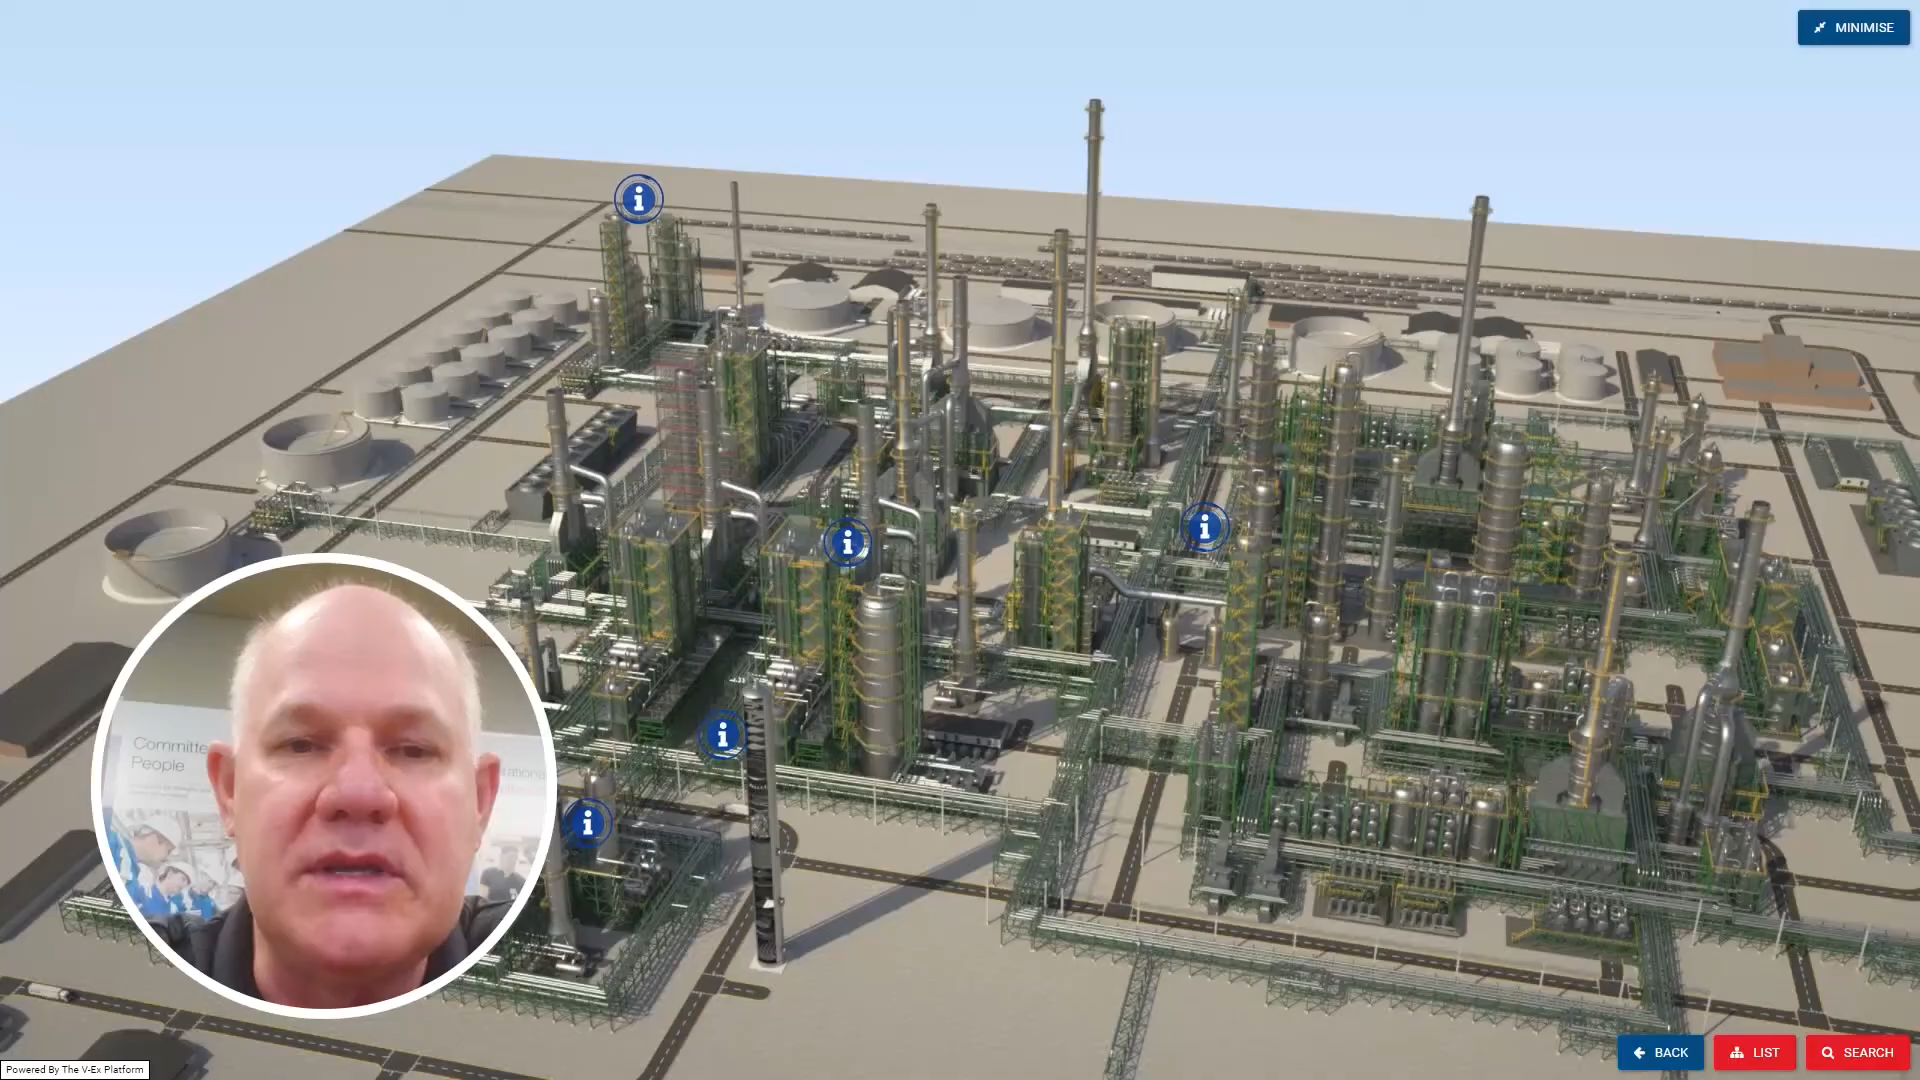 MINIMISE
Committe
People
BACK
LIST
SEARCH
Powered By The V-Ex Platform